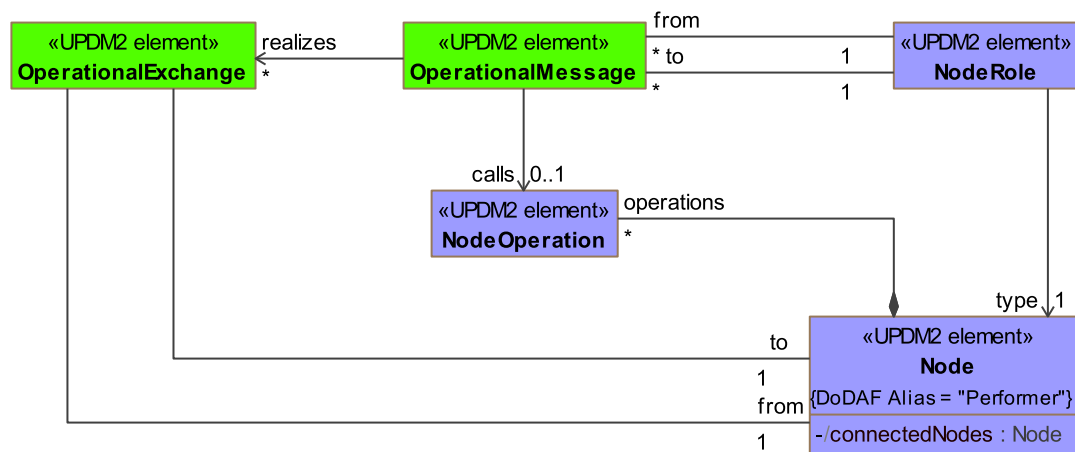 «UPDM2 element»
OperationalExchange
realizes
*
«UPDM2 element»
OperationalMessage
from
*
1
to
*
1
«UPDM2 element»
NodeRole
calls
0..1
«UPDM2 element»
NodeOperation
operations
*
type
1
to
1
from
1
«UPDM2 element»
Node
{DoDAF Alias = "Performer"}
-/connectedNodes : Node